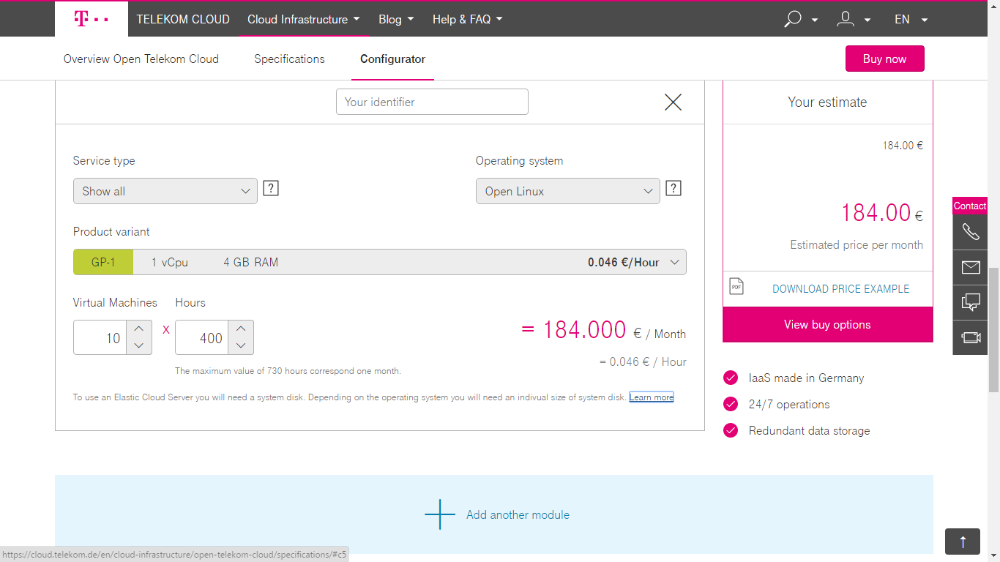 T
TELEKOM CLOUD
Cloud Infrastructure
Blog
Help & FAQ
EN
Overview Open Telekom Cloud
Specifications
Configurator
Buy now
Your identifier
Service type
Operating system
Show all
?
Open Linux
?
Product variant
GP-1
1 vCpu
4 GB RAM
0.046 €/Hour
Virtual Machines
Hours
10
X
400
= 184.000 € / Month
= 0.046 € / Hour
The maximum value of 730 hours correspond one month.
To use an Elastic Cloud Server you will need a system disk. Depending on the operating system you will need an indivual size of system disk. Learn more
Your estimate
184.00 €
184.00 €
Estimated price per month
PDF
DOWNLOAD PRICE EXAMPLE
View buy options
IaaS made in Germany
24/7 operations
Redundant data storage
Contact
Add another module
https://cloud.telekom.de/en/cloud-infrastructure/open-telekom-cloud/specifications/#c5